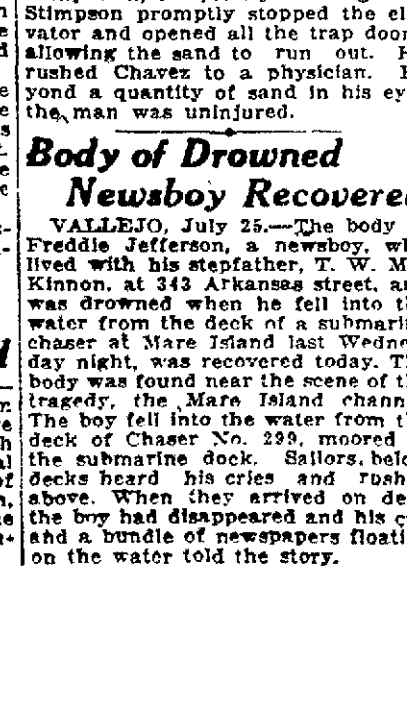 Stimpson promptly stopped the el
vator and opened all the trap door
allowing the sand to run out. H
rushed Chavez to a physician. B
yond a quantity of sand in his ey
the man was uninjured.
Body of Drowned
Newsboy Recovere
VALLEJO, July 25.—The body
Freddie Jefferson, a newsboy, wh
lived with his stepfather, T. W. M
Kinnon, at 343 Arkansas street, an
was drowned when he fell into th
water from the deck of a submari
chaser at Mare Island last Wedne
day night, was recovered today. T
body was found near the scene of t
tragedy, the Mare Island chann
The boy fell into the water from t
deck of Chaser No. 299, moored
the submarine dock. Sailors, belo
decks heard his cries and rush
above. When they arrived on de
the boy had disappeared and his c
and a bundle of newspapers floati
on the water told the story.